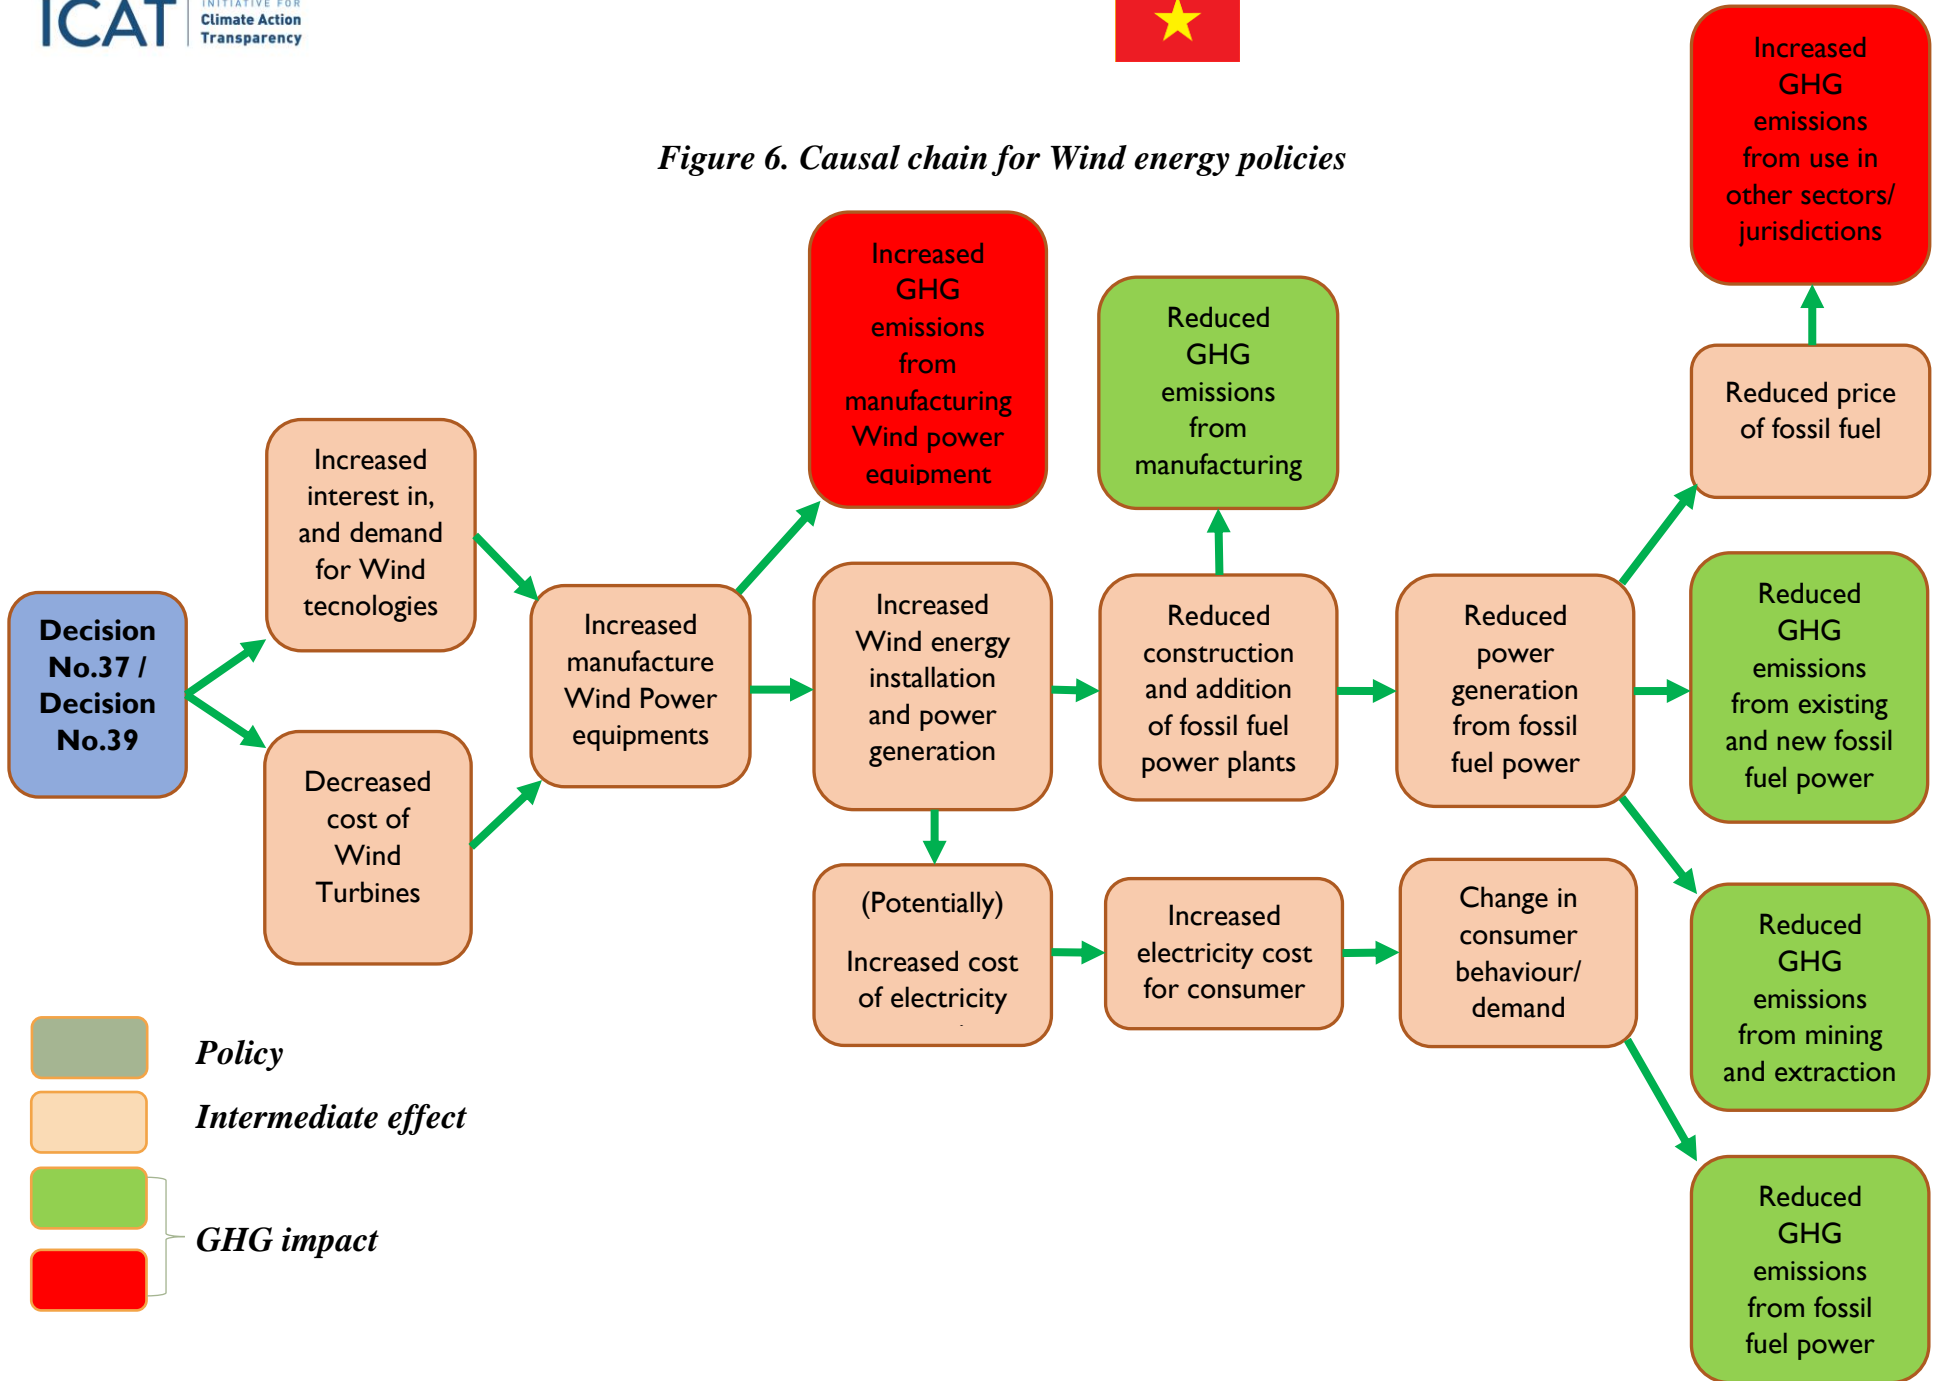 ICAT
INITIATIVE FOR
Climate Action
Transparency
Figure 6. Causal chain for Wind energy policies
Increased
GHG
emissions
from use in
other sectors/
jurisdictions
Increased
GHG
emissions
from
manufacturing
Wind power
equipment
Reduced
GHG
emissions
from
manufacturing
Reduced price
of fossil fuel
Increased
interest in,
and demand
for Wind
tecnologies
Decision
No.37 /
Decision
No.39
Increased
manufacture
Wind Power
equipments
Increased
Wind energy
installation
and power
generation
Reduced
construction
and addition
of fossil fuel
power plants
Reduced
power
generation
from fossil
fuel power
Reduced
GHG
emissions
from existing
and new fossil
fuel power
Decreased
cost of
Wind
Turbines
(Potentially)
Increased cost
of electricity
Increased
electricity cost
for consumer
Change in
consumer
behaviour/
demand
Reduced
GHG
emissions
from mining
and extraction
Reduced
GHG
emissions
from fossil
fuel power
Policy
Intermediate effect
GHG impact